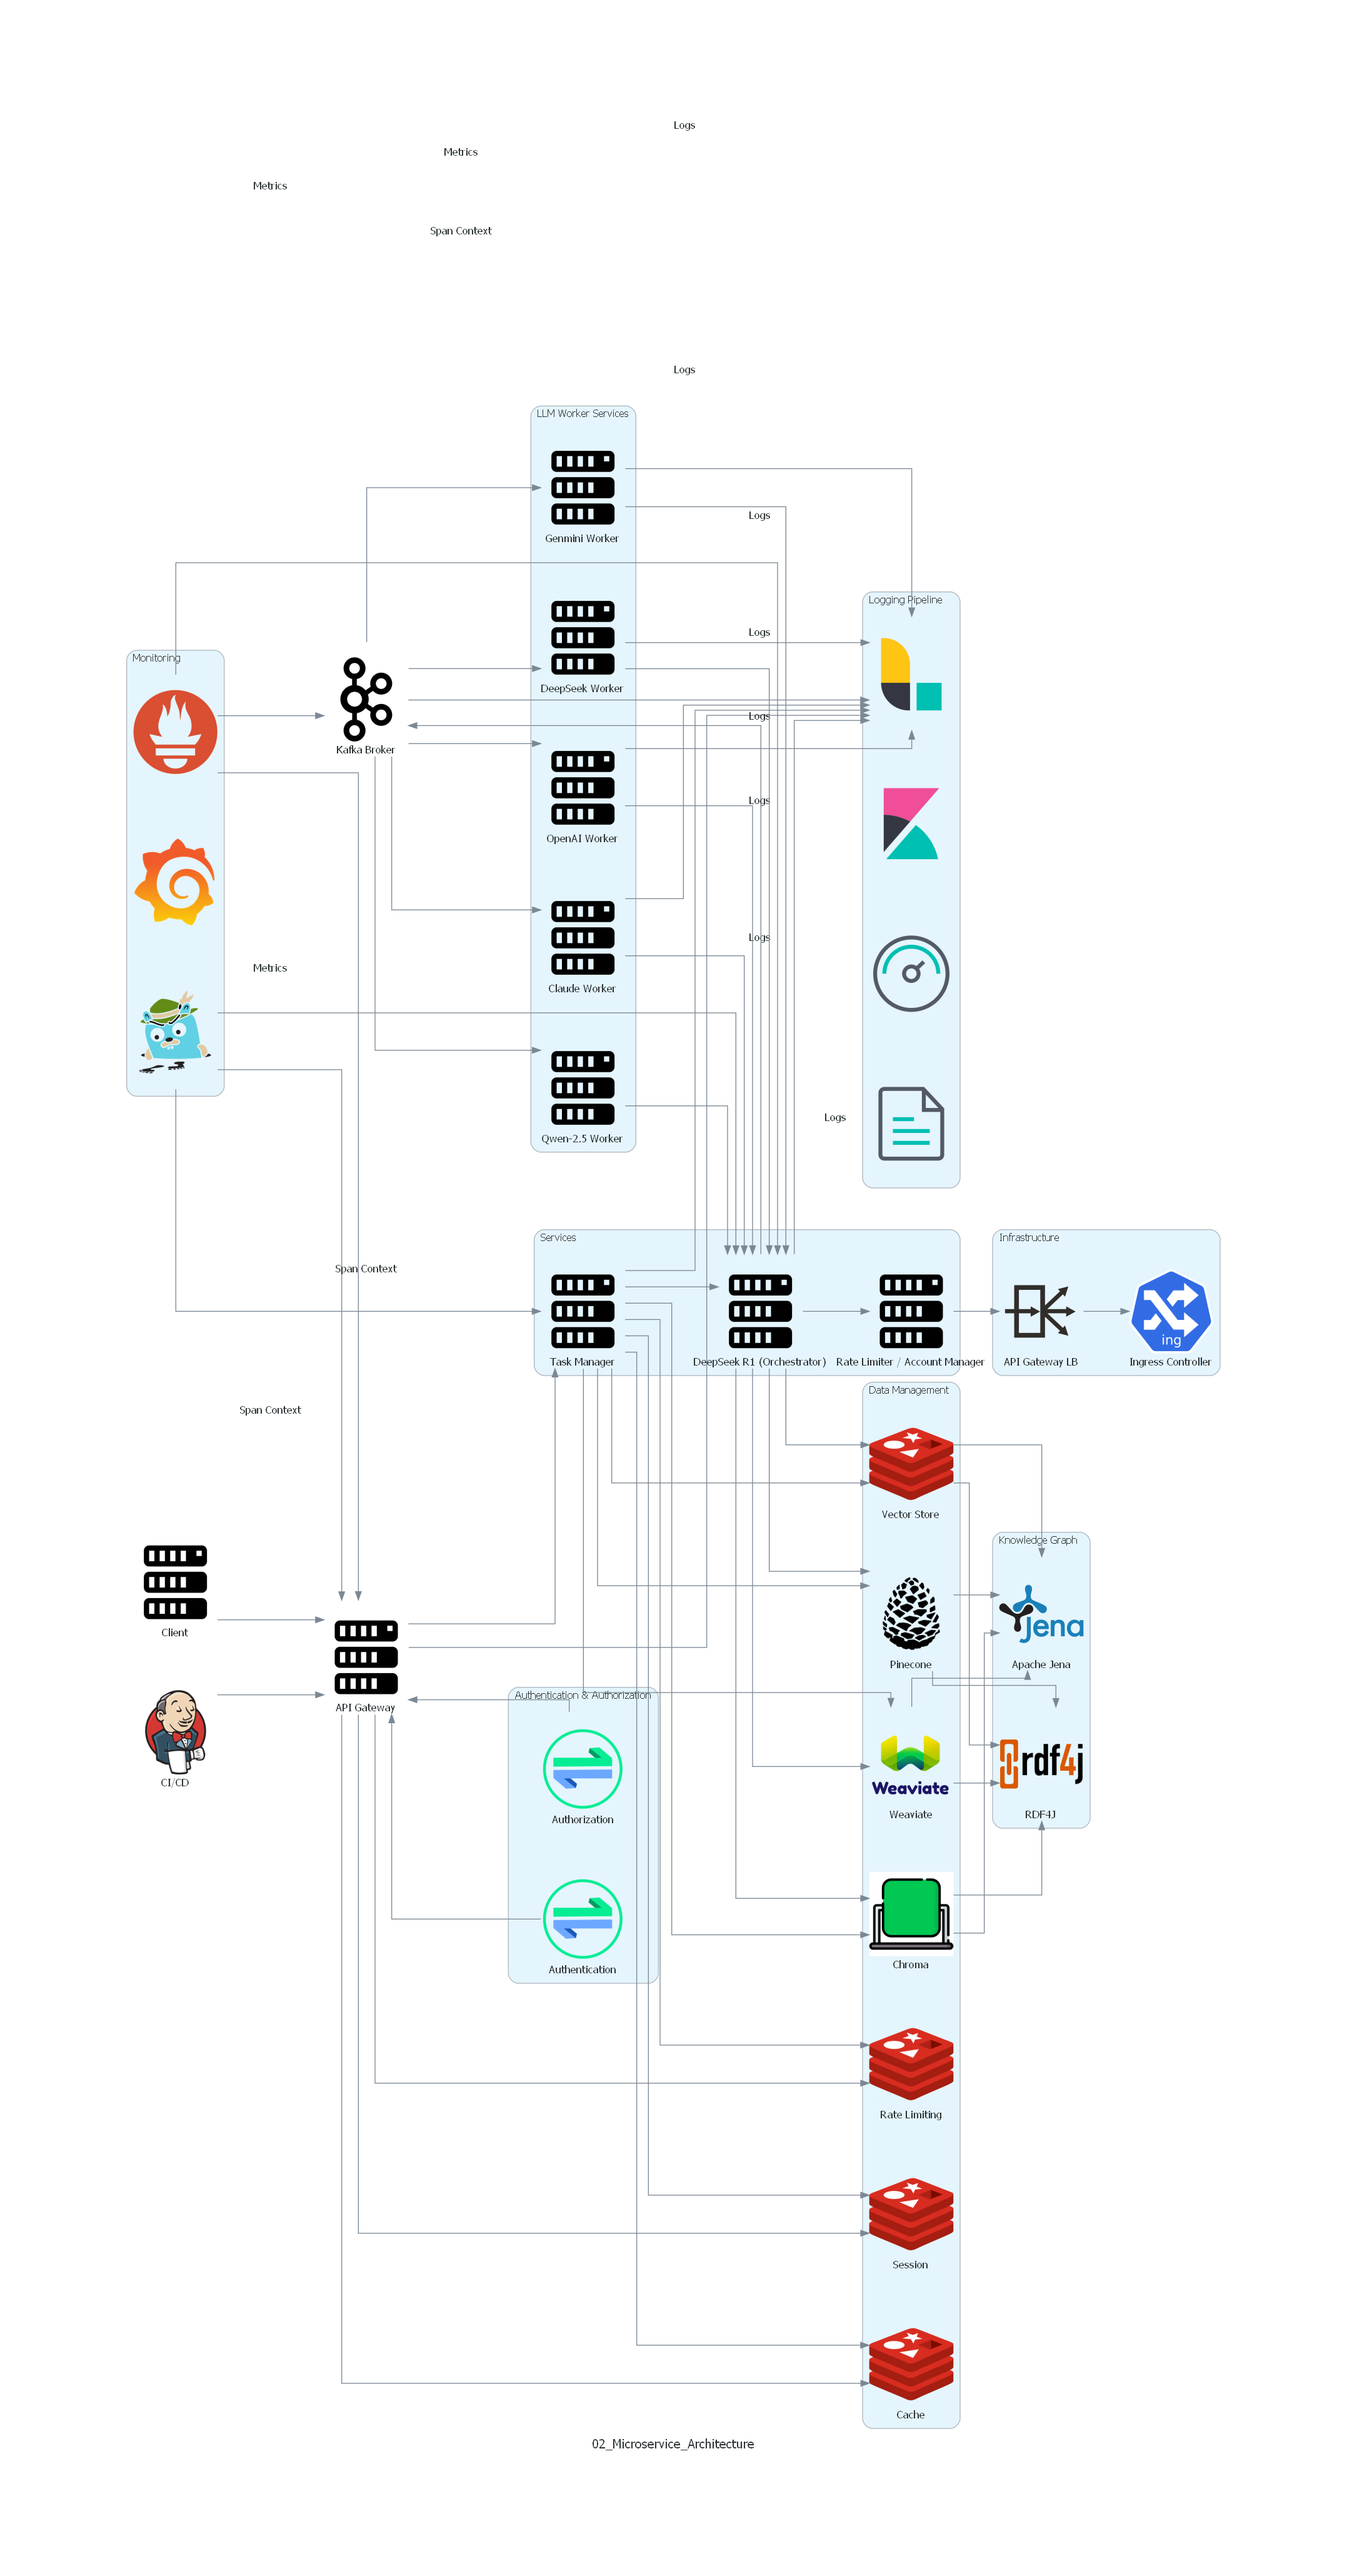 Logs
Metrics
Metrics
Span Context
Logs
LLM Worker Services
Genmini Worker
Logs
Logging Pipeline
DeepSeek Worker
Logs
Monitoring
Kafka Broker
Logs
OpenAI Worker
Logs
Claude Worker
Logs
Metrics
Qwen-2.5 Worker
Logs
Services
Infrastructure
Span Context
ing
Task Manager
DeepSeek R1 (Orchestrator)
Rate Limiter / Account Manager
API Gateway LB
Ingress Controller
Data Management
Span Context
Vector Store
Knowledge Graph
Client
Jena
Pinecone
Apache Jena
API Gateway
Authentication & Authorization
CI/CD
rdf4j
Weaviate
Authorization
Weaviate
RDF4J
Chroma
Authentication
Rate Limiting
Session
Cache
02_Microservice_Architecture